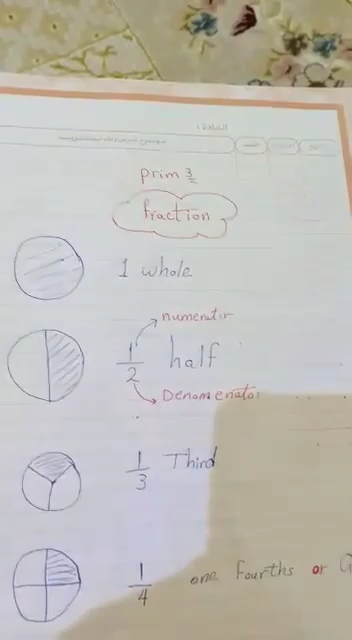 prim 3
fraction
1 whole
numerator
1/2 half
Denomenator
1/3 Third
1/4 one Fourths or